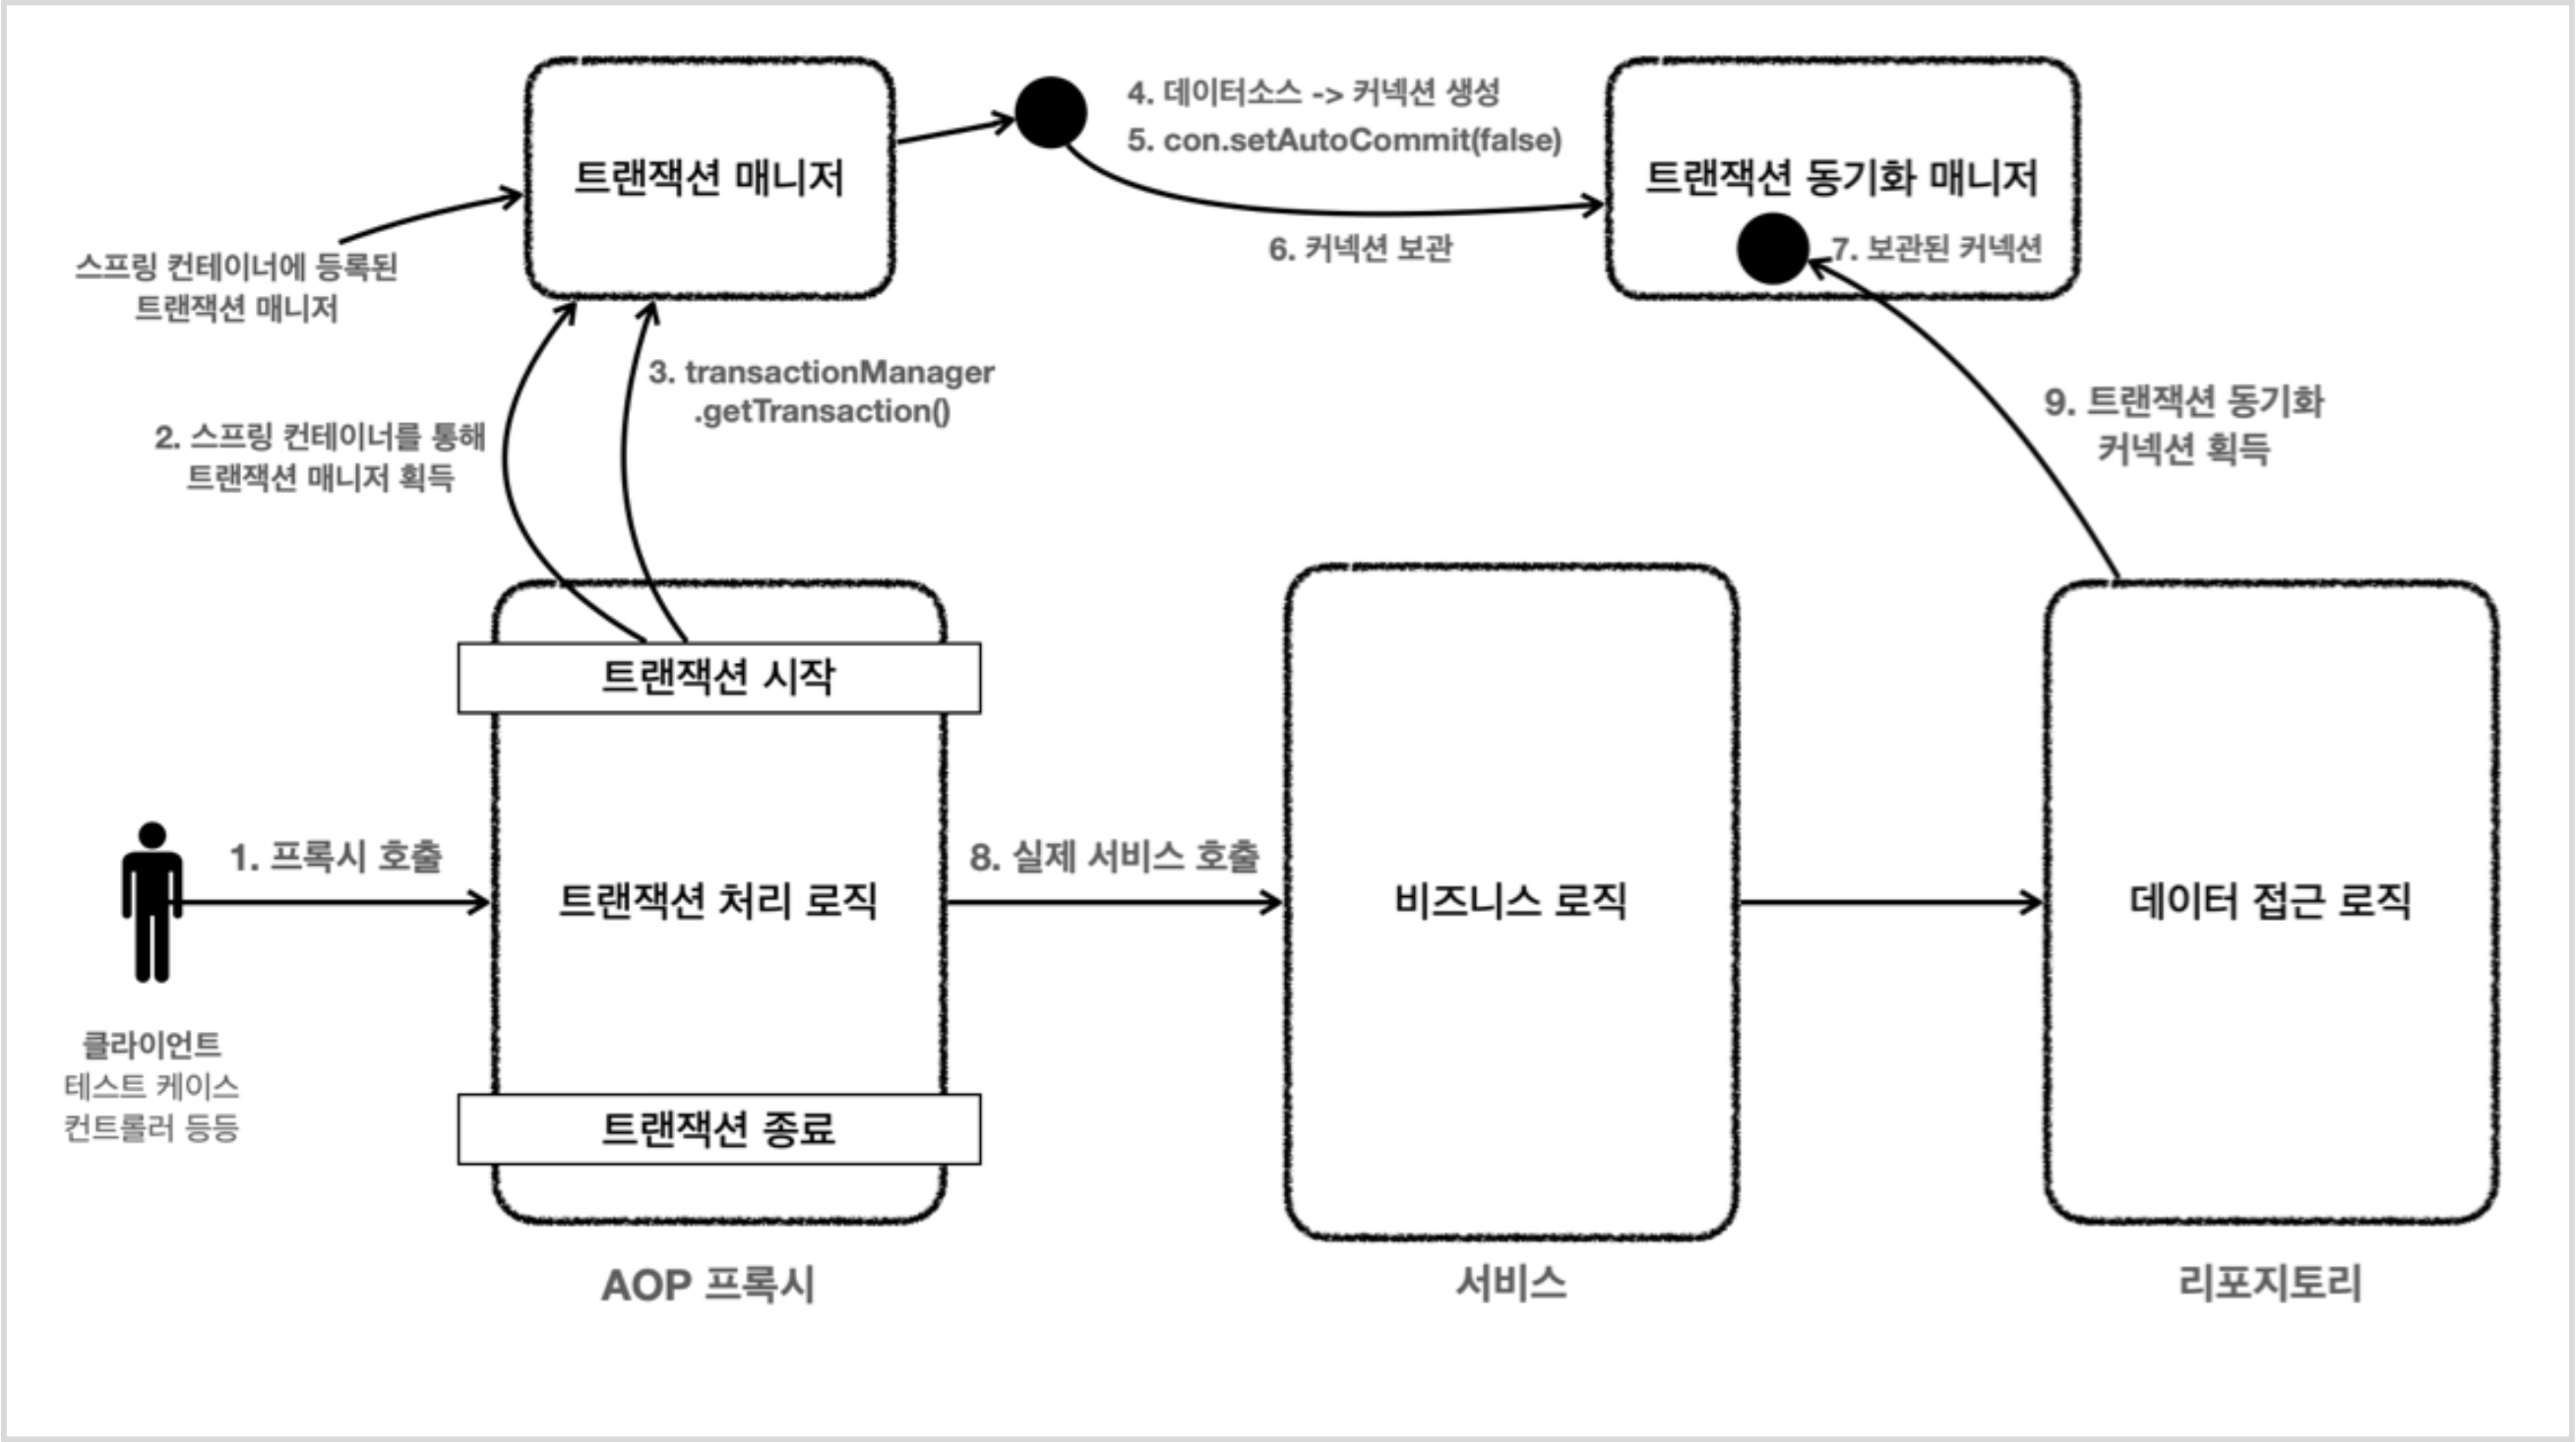 트랜잭션 매니저
4. 데이터소스 -> 커넥션 생성
5. con.setAutoCommit(false)
6. 커넥션 보관
트랜잭션 동기화 매니저
7. 보관된 커넥션
스프링 컨테이너에 등록된
트랜잭션 매니저
2. 스프링 컨테이너를 통해
트랜잭션 매니저 획득
3. transactionManager
.getTransaction()
9. 트랜잭션 동기화
커넥션 획득
트랜잭션 시작
1. 프록시 호출
트랜잭션 처리 로직
8. 실제 서비스 호출
비즈니스 로직
데이터 접근 로직
클라이언트
테스트 케이스
컨트롤러 등등
트랜잭션 종료
AOP 프록시
서비스
리포지토리